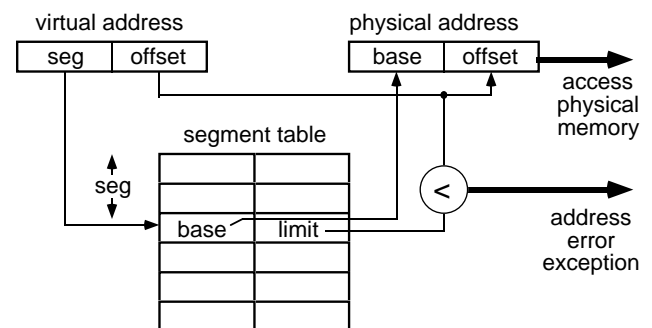 virtual address
physical address
seg offset
base offset
access
physical
memory
segment table
seg
<
base limit
address
error
exception